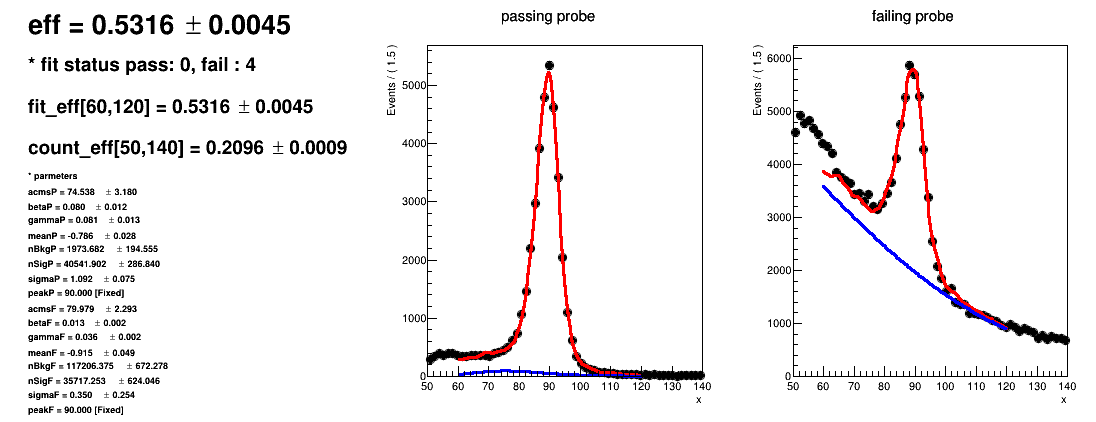 eff = 0.5316 ± 0.0045
* fit status pass: 0, fail : 4
fit_eff[60,120] = 0.5316 ± 0.0045
count_eff[50,140] = 0.2096 ± 0.0009
* parmeters
acmsP = 74.538 ± 3.180
betaP = 0.080 ± 0.012
gammaP = 0.081 ± 0.013
meanP = -0.786 ± 0.028
nBkgP = 1973.682 ± 194.555
nSigP = 40541.902 ± 286.840
sigmaP = 1.092 ± 0.075
peakP = 90.000 [Fixed]
acmsF = 79.979 ± 2.293
betaF = 0.013 ± 0.002
gammaF = 0.036 ± 0.002
meanF = -0.915 ± 0.049
nBkgF = 117206.375 ± 672.278
nSigF = 35717.253 ± 624.046
sigmaF = 0.350 ± 0.254
peakF = 90.000 [Fixed]
passing probe
Events / ( 1.5 )
5000
4000
3000
2000
1000
0
50 60 70 80 90 100 110 120 130 140
x
failing probe
Events / ( 1.5 )
6000
5000
4000
3000
2000
1000
0
50 60 70 80 90 100 110 120 130 140
x